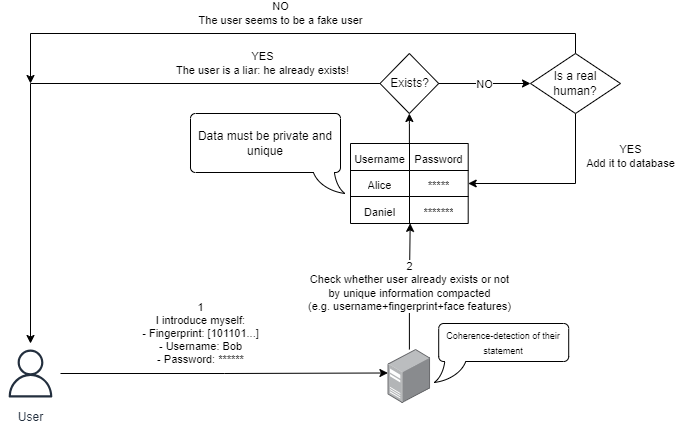 NO
The user seems to be a fake user
YES
The user is a liar: he already exists!
Exists?
NO
Is a real
human?
Data must be private and
unique
Username Password
Alice *****
Daniel *******
YES
Add it to database
2
Check whether user already exists or not
by unique information compacted
(e.g. username+fingerprint+face features)
1
I introduce myself:
- Fingerprint: [101101...]
- Username: Bob
- Password: ******
Coherence-detection of their
statement
User